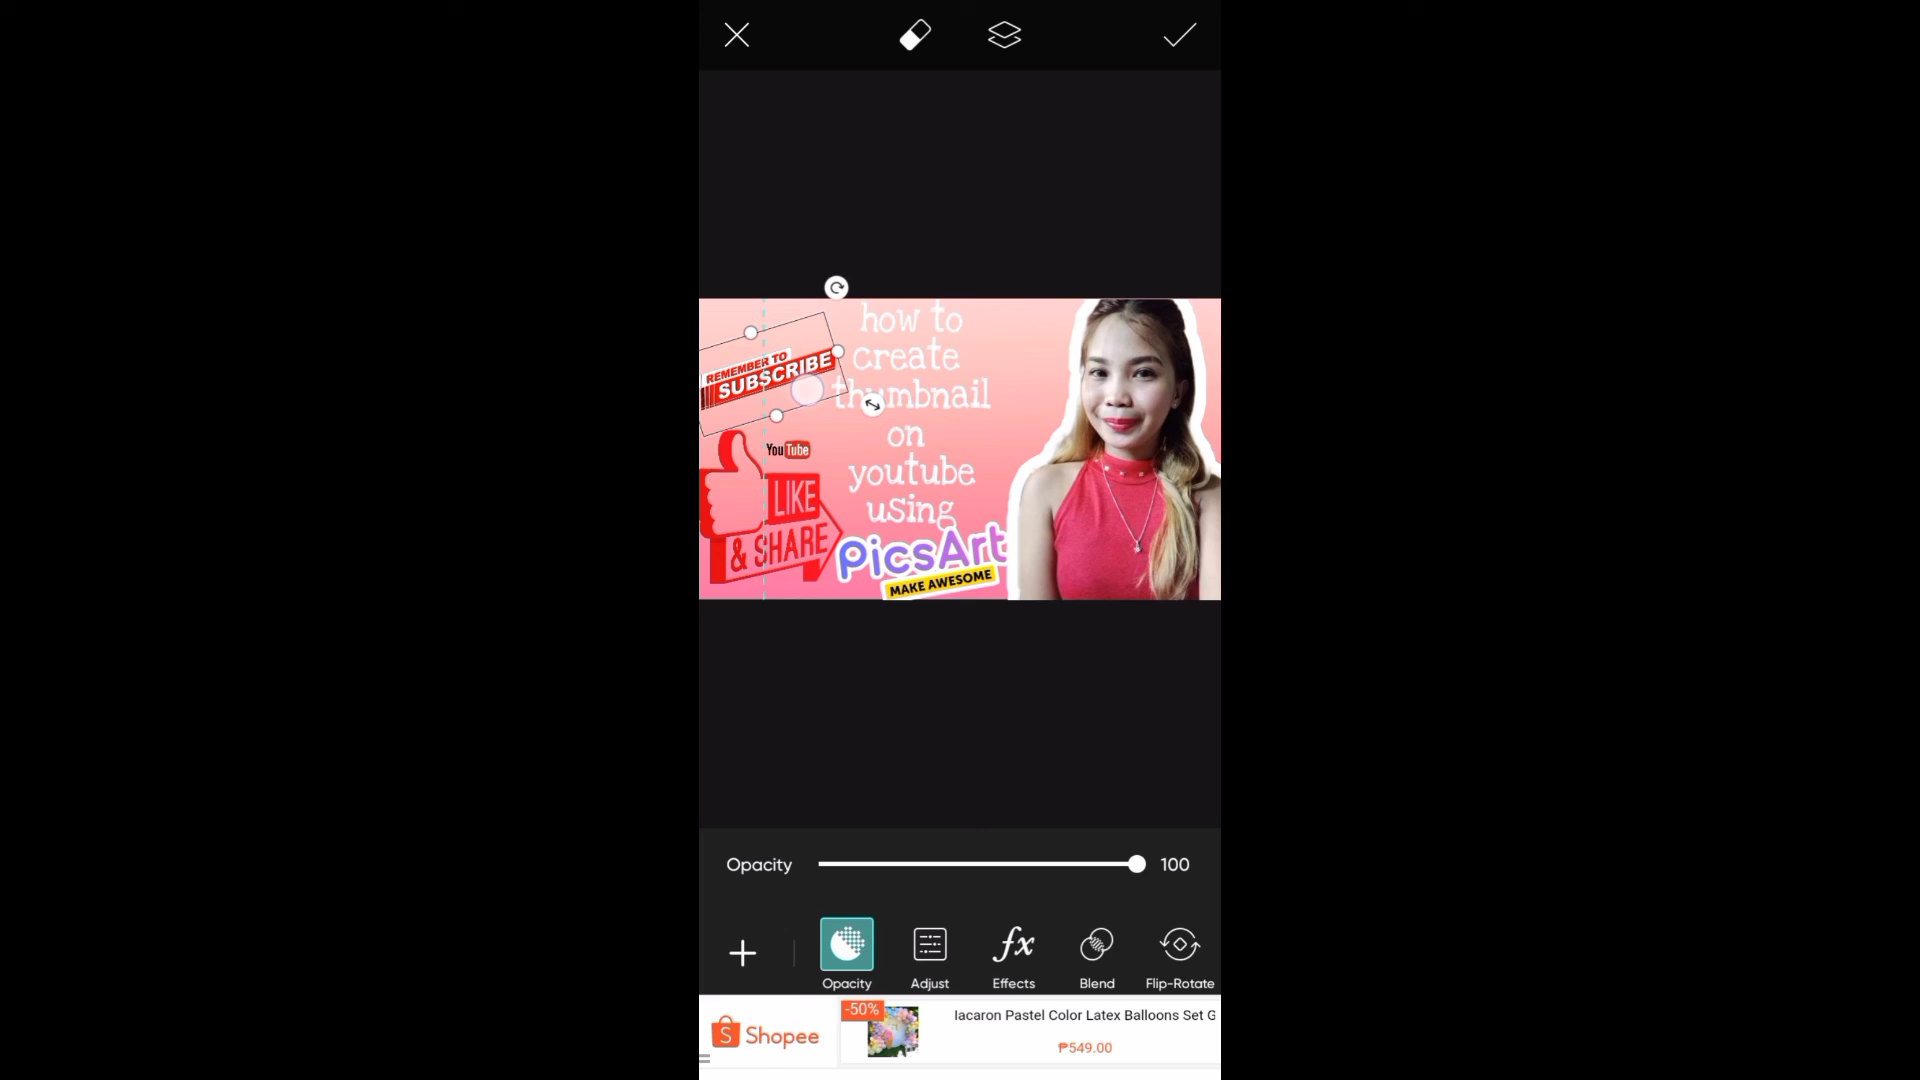 how to
create
thumbnail
on
youtube
using
PicsArt
MAKE AWESOME
REMEMBER TO
SUBSCRIBE
YouTube
LIKE
& SHARE
Opacity 100
Opacity Adjust Effects Blend Flip-Rotate
Shopee
-50%
lacaron Pastel Color Latex Balloons Set G
₱549.00